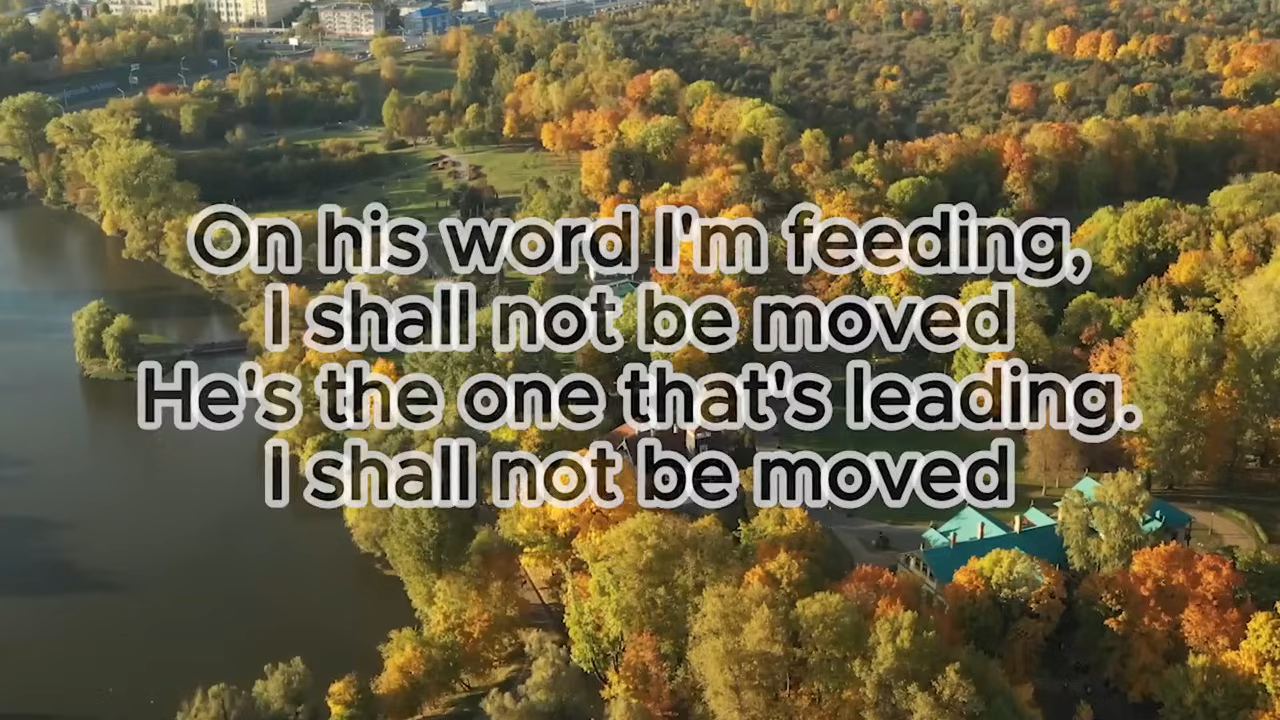 On his word I'm feeding,
I shall not be moved
He's the one that's leading.
I shall not be moved